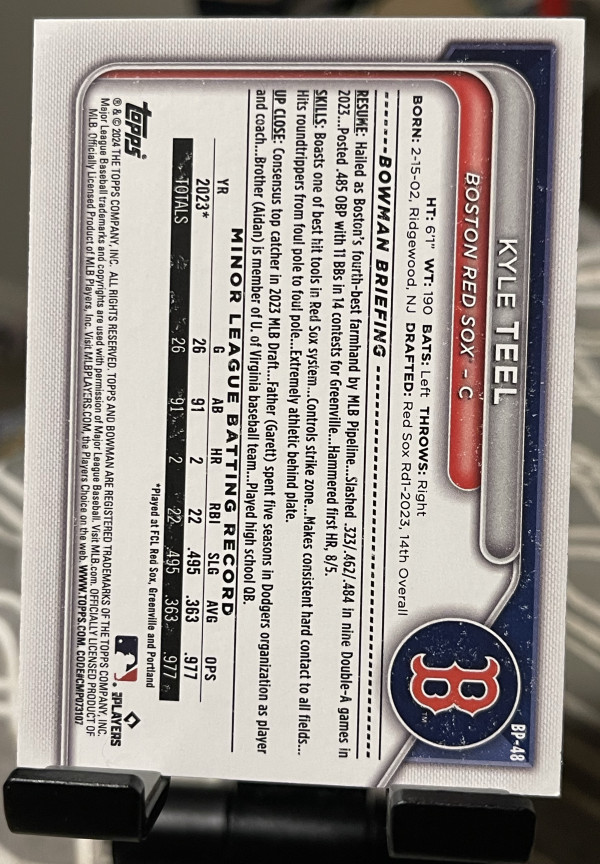 BP-48
KYLE TEEL
BOSTON RED SOX® – C
HT: 6'1" WT: 190 BATS: Left THROWS: Right
BORN: 2-15-02, Ridgewood, NJ DRAFTED: Red Sox Rd1-2023, 14th Overall
BOWMAN BRIEFING
RESUME: Hailed as Boston's fourth-best farmhand by MLB Pipeline...Slashed .323/.462/.484 in nine Double-A games in
2023...Posted .485 OBP with 11 BBs in 14 contests for Greenville...Hammered first HR, 8/5.
SKILLS: Boasts one of best hit tools in Red Sox system...Controls strike zone...Makes consistent hard contact to all fields...
Hits roundtrippers from foul pole to foul pole...Extremely athletic behind plate.
UP CLOSE: Consensus top catcher in 2023 MLB Draft...Father (Garett) spent five seasons in Dodgers organization as player
and coach...Brother (Aidan) is member of U. of Virginia baseball team...Played high school QB.
MINOR LEAGUE BATTING RECORD
YR G AB HR RBI SLG AVG OPS
2023* 26 91 2 22 .495 .363 .977
TOTALS 26 91 2 22 .495 .363 .977
*Played at FCL Red Sox, Greenville and Portland
topps
® & © 2024 THE TOPPS COMPANY, INC. ALL RIGHTS RESERVED. TOPPS AND BOWMAN ARE REGISTERED TRADEMARKS OF THE TOPPS COMPANY, INC.
Major League Baseball trademarks and copyrights are used with permission of Major League Baseball. Visit MLB.com. OFFICIALLY LICENSED PRODUCT OF
MLB. Officially Licensed Product of MLB Players, Inc. Visit MLBPLAYERS.COM, the Players Choice on the web. WWW.TOPPS.COM. CODE#CMP073107
PLAYERS
B
TM